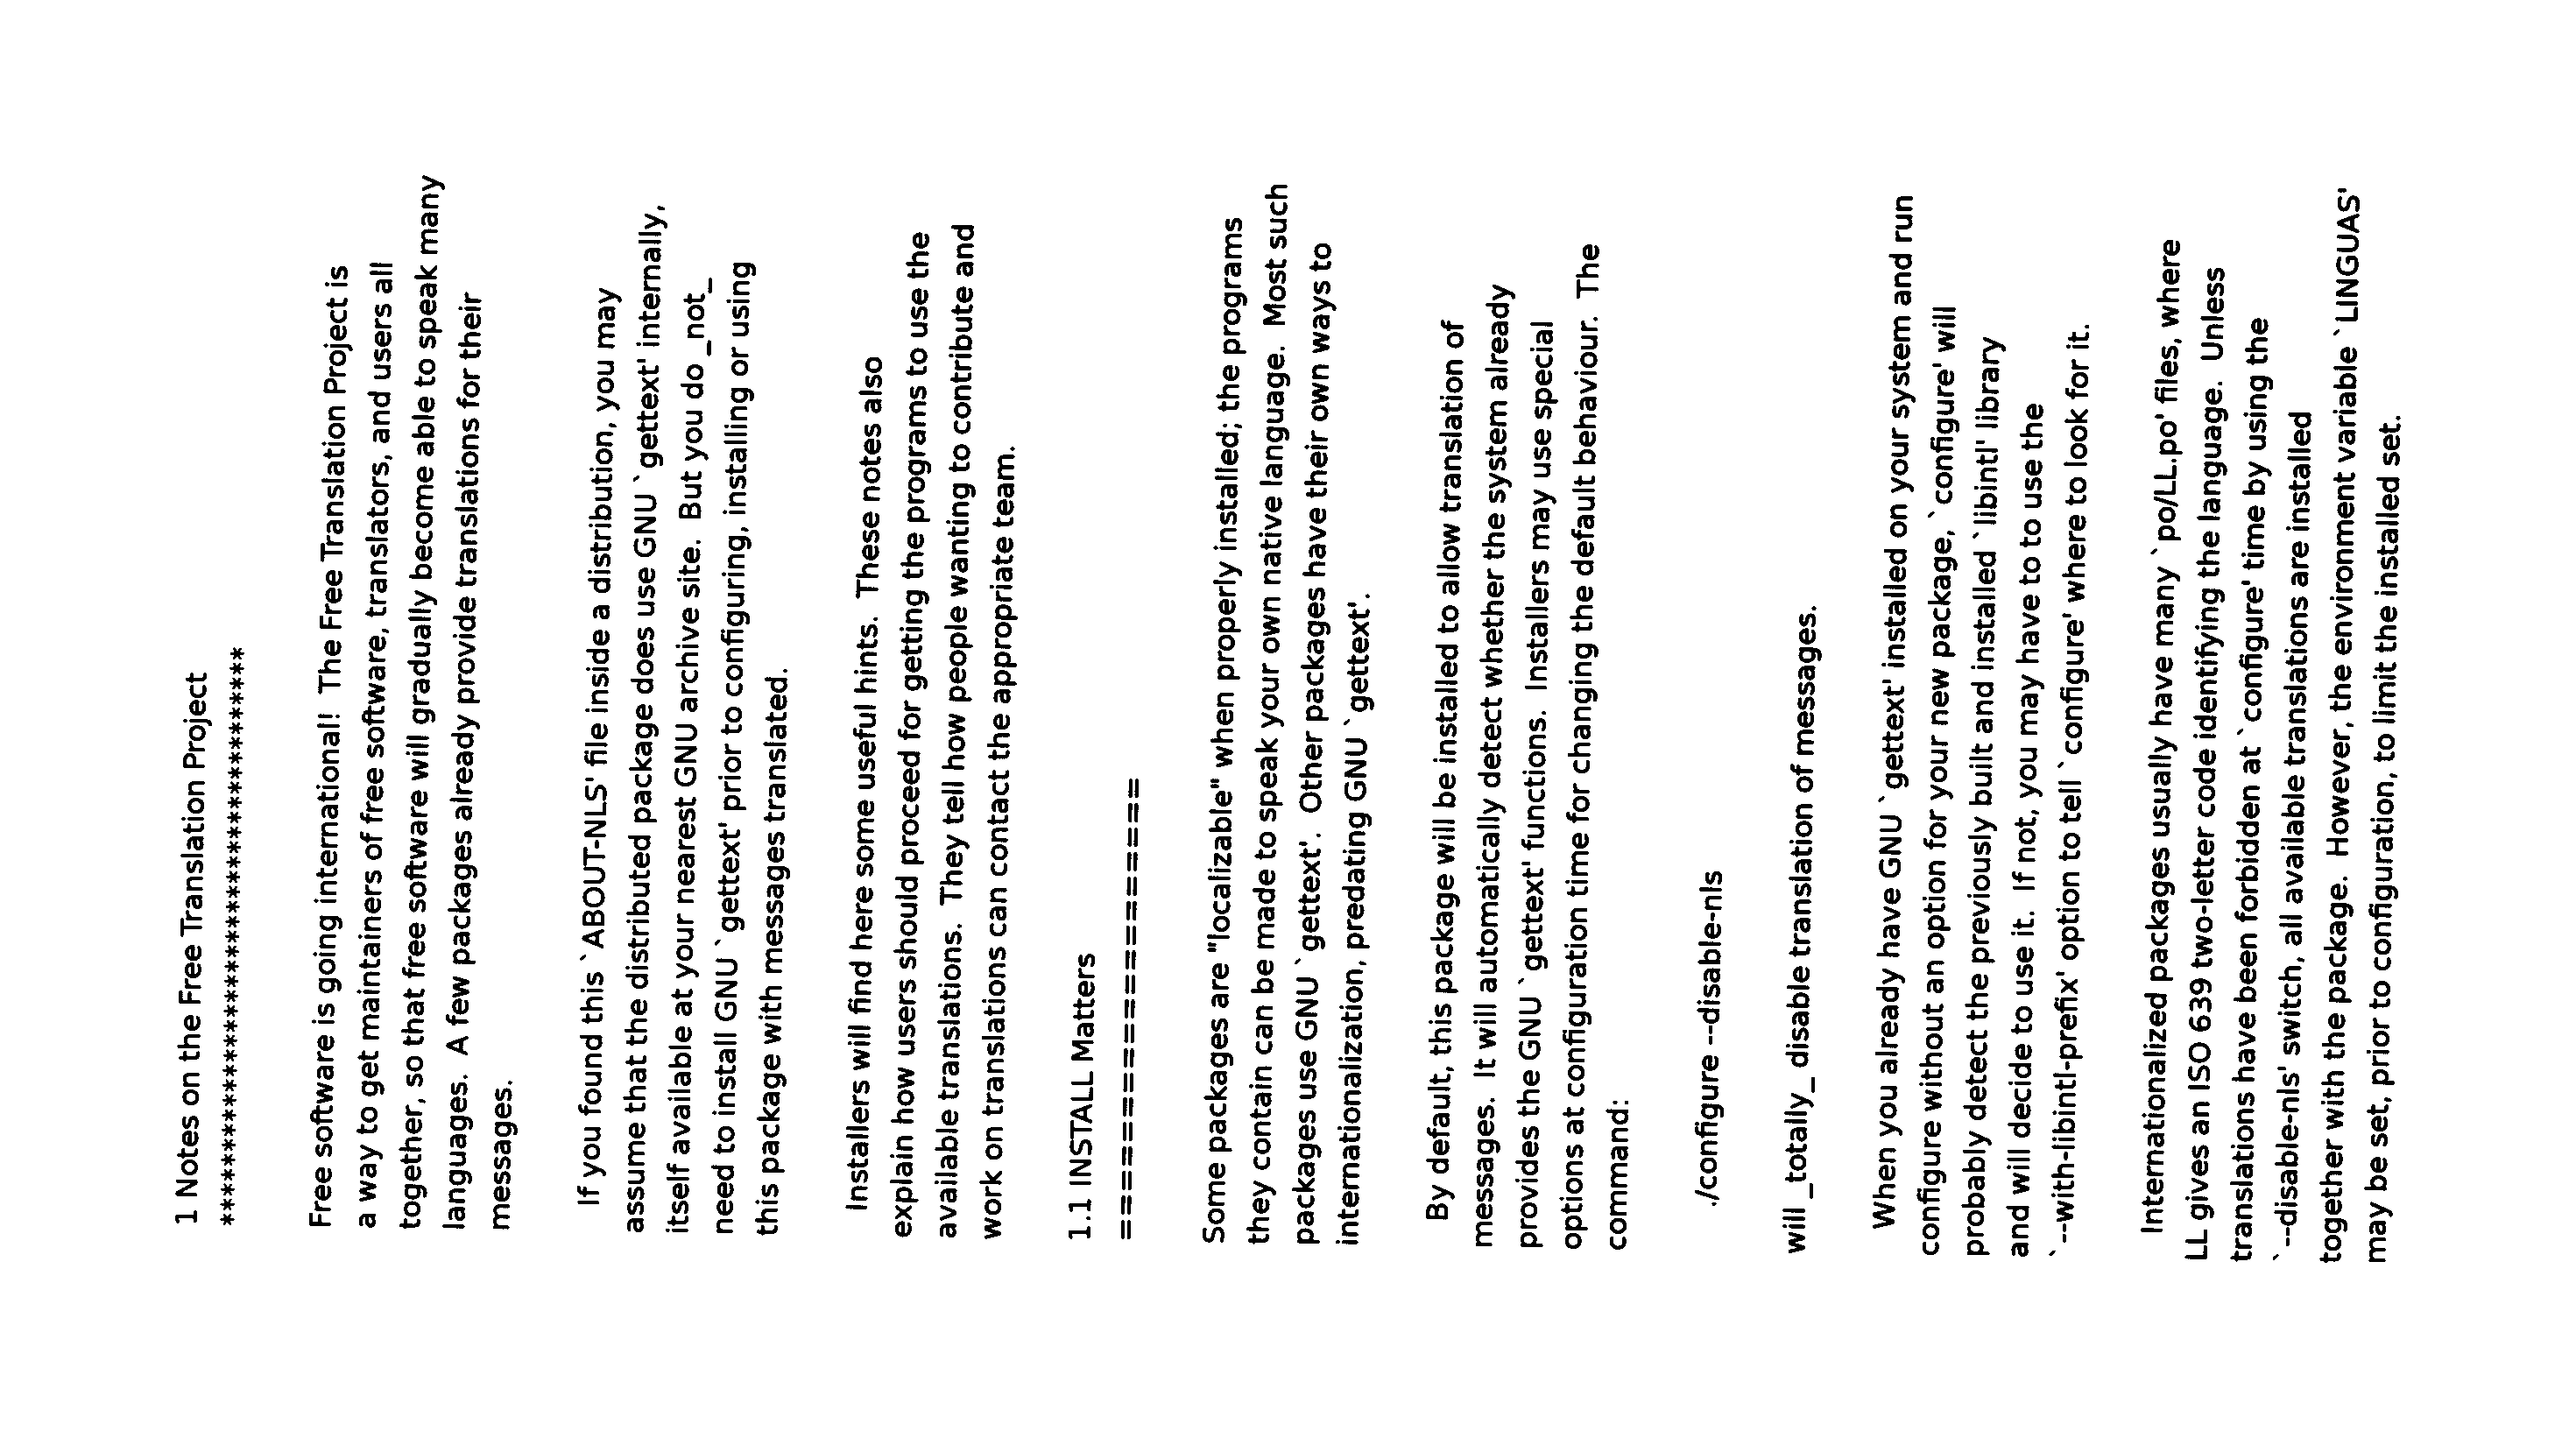 1 Notes on the Free Translation Project
***************************************
Free software is going international!  The Free Translation Project is
a way to get maintainers of free software, translators, and users all
together, so that free software will gradually become able to speak many
languages.  A few packages already provide translations for their
messages.
If you found this `ABOUT-NLS' file inside a distribution, you may
assume that the distributed package does use GNU `gettext' internally,
itself available at your nearest GNU archive site.  But you do _not_
need to install GNU `gettext' prior to configuring, installing or using
this package with messages translated.
Installers will find here some useful hints.  These notes also
explain how users should proceed for getting the programs to use the
available translations.  They tell how people wanting to contribute and
work on translations can contact the appropriate team.
1.1 INSTALL Matters
===================
Some packages are "localizable" when properly installed; the programs
they contain can be made to speak your own native language.  Most such
packages use GNU `gettext'.  Other packages have their own ways to
internationalization, predating GNU `gettext'.
By default, this package will be installed to allow translation of
messages.  It will automatically detect whether the system already
provides the GNU `gettext' functions.  Installers may use special
options at configuration time for changing the default behaviour.  The
command:
./configure --disable-nls
will _totally_ disable translation of messages.
When you already have GNU `gettext' installed on your system and run
configure without an option for your new package, `configure' will
probably detect the previously built and installed `libintl' library
and will decide to use it.  If not, you may have to to use the
`--with-libintl-prefix' option to tell `configure' where to look for it.
Internationalized packages usually have many `po/LL.po' files, where
LL gives an ISO 639 two-letter code identifying the language.  Unless
translations have been forbidden at `configure' time by using the
`--disable-nls' switch, all available translations are installed
together with the package.  However, the environment variable `LINGUAS'
may be set, prior to configuration, to limit the installed set.